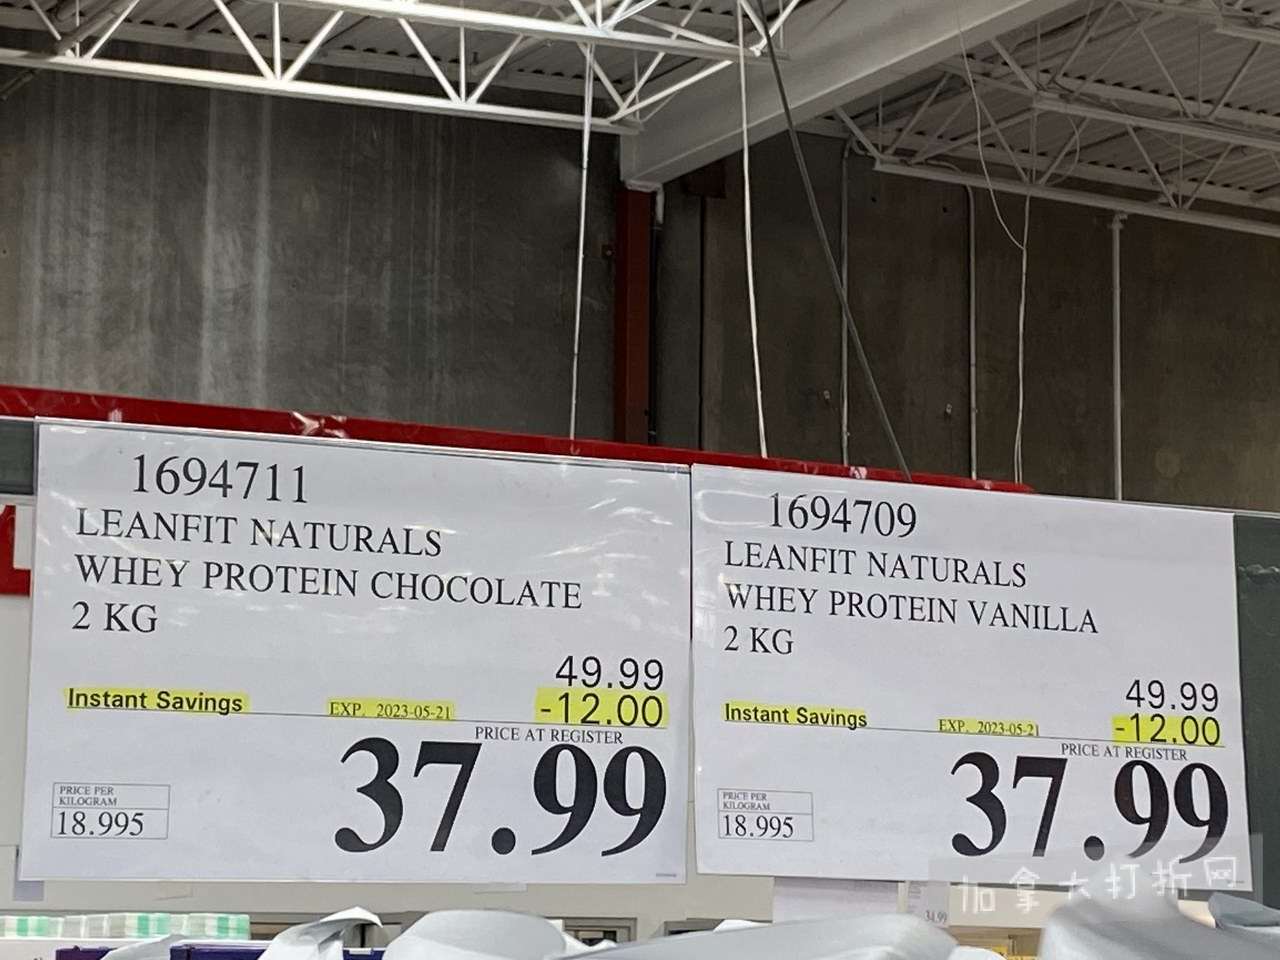 1694711
LEANFIT NATURALS
WHEY PROTEIN CHOCOLATE
2 KG
49.99
Instant Savings EXP. 2023-05-21 -12.00
PRICE AT REGISTER
37.99
PRICE PER
KILOGRAM
18.995
1694709
LEANFIT NATURALS
WHEY PROTEIN VANILLA
2 KG
49.99
Instant Savings EXP. 2023-05-21 -12.00
PRICE AT REGISTER
37.99
PRICE PER
KILOGRAM
18.995
加拿大打折网
34.99